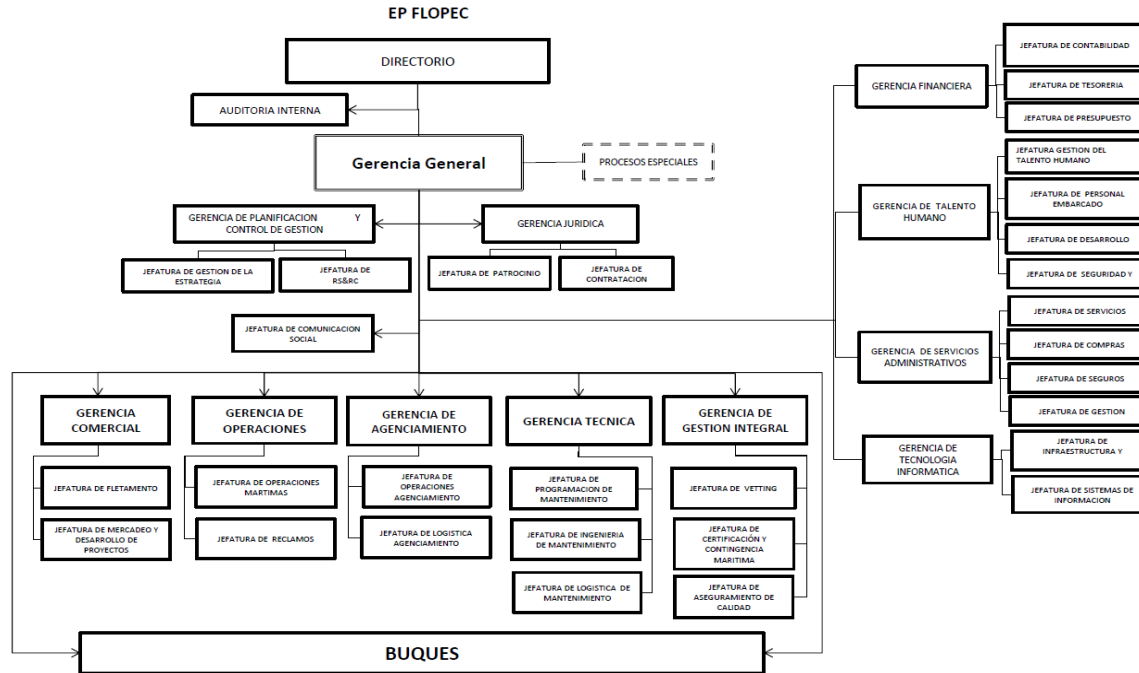 EP FLOPEC
DIRECTORIO
AUDITORIA INTERNA
Gerencia General
PROCESOS ESPECIALES
GERENCIA DE PLANIFICACION Y
CONTROL DE GESTION
GERENCIA JURIDICA
JEFATURA DE GESTION DE LA
ESTRATEGIA
JEFATURA DE
RS&RC
JEFATURA DE PATROCINIO
JEFATURA DE
CONTRATACION
JEFATURA DE COMUNICACION
SOCIAL
GERENCIA
COMERCIAL
JEFATURA DE FLETAMENTO
JEFATURA DE MERCADEO Y
DESARROLLO DE
PROYECTOS
GERENCIA DE
OPERACIONES
JEFATURA DE OPERACIONES
MARTIMAS
JEFATURA DE RECLAMOS
GERENCIA DE
AGENCIAMIENTO
JEFATURA DE
OPERACIONES
AGENCIAMIENTO
JEFATURA DE LOGISTICA
AGENCIAMIENTO
GERENCIA TECNICA
JEFATURA DE
PROGRAMACION DE
MANTENIMIENTO
JEFATURA DE INGENIERIA
DE MANTENIMIENTO
JEFATURA DE LOGISTICA DE
MANTENIMIENTO
GERENCIA DE
GESTION INTEGRAL
JEFATURA DE VETTING
JEFATURA DE
CERTIFICACIÓN Y
CONTINGENCIA
MARITIMA
JEFATURA DE
ASEGURAMIENTO DE
CALIDAD
BUQUES
GERENCIA FINANCIERA
JEFATURA DE CONTABILIDAD
JEFATURA DE TESORERIA
JEFATURA DE PRESUPUESTO
GERENCIA DE TALENTO
HUMANO
JEFATURA GESTION DEL
TALENTO HUMANO
JEFATURA DE PERSONAL
EMBARCADO
JEFATURA DE DESARROLLO
JEFATURA DE SEGURIDAD Y
GERENCIA DE SERVICIOS
ADMINISTRATIVOS
JEFATURA DE SERVICIOS
JEFATURA DE COMPRAS
JEFATURA DE SEGUROS
JEFATURA DE GESTION
GERENCIA DE
TECNOLOGIA
INFORMATICA
JEFATURA DE
INFRAESTRUCTURA Y
JEFATURA DE SISTEMAS DE
INFORMACION